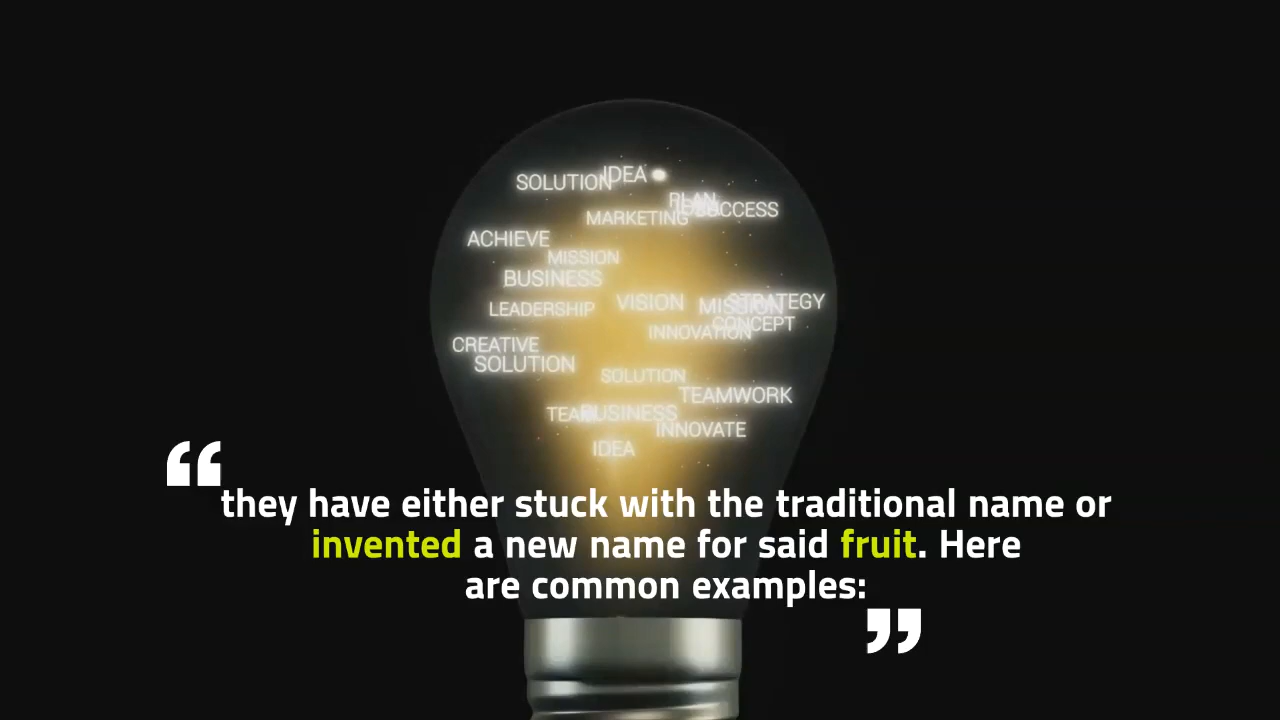 IDEA
SOLUTION
PLAN
SUCCESS
MARKETING
ACHIEVE
MISSION
BUSINESS
VISION
STRATEGY
MISSION
LEADERSHIP
CONCEPT
INNOVATION
CREATIVE
SOLUTION
SOLUTION
TEAMWORK
BUSINESS
INNOVATE
IDEA
“they have either stuck with the traditional name or
invented a new name for said fruit. Here
are common examples:”